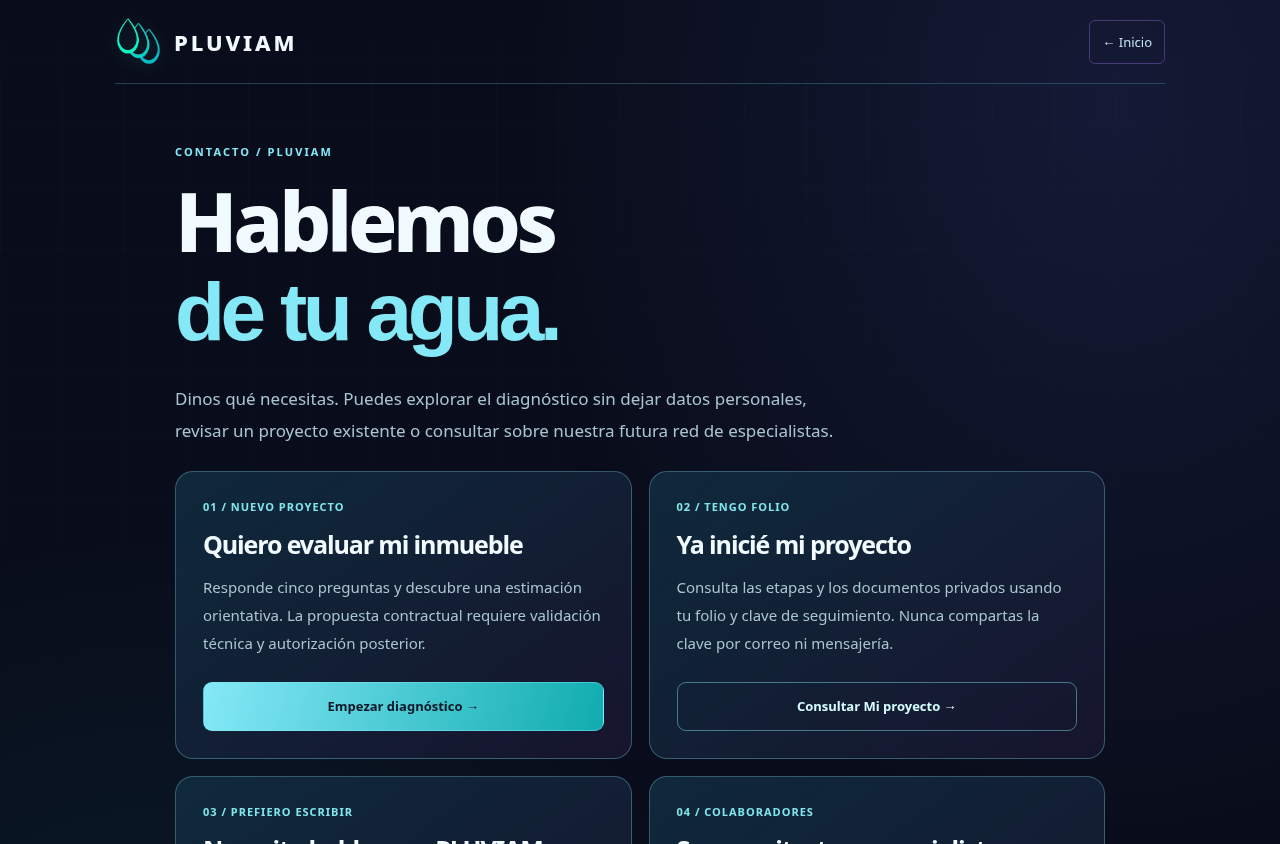 PLUVIAM
← Inicio
CONTACTO / PLUVIAM
Hablemos
de tu agua.
Dinos qué necesitas. Puedes explorar el diagnóstico sin dejar datos personales,
revisar un proyecto existente o consultar sobre nuestra futura red de especialistas.
01 / NUEVO PROYECTO
Quiero evaluar mi inmueble
Responde cinco preguntas y descubre una estimación
orientativa. La propuesta contractual requiere validación
técnica y autorización posterior.
Empezar diagnóstico →
02 / TENGO FOLIO
Ya inicié mi proyecto
Consulta las etapas y los documentos privados usando
tu folio y clave de seguimiento. Nunca compartas la
clave por correo ni mensajería.
Consultar Mi proyecto →
03 / PREFIERO ESCRIBIR
04 / COLABORADORES